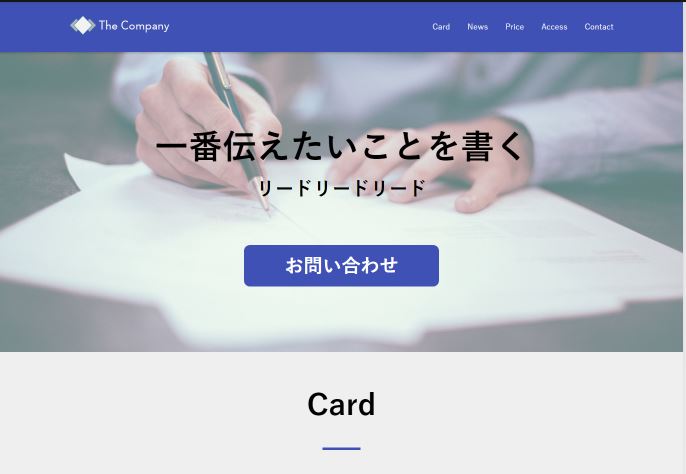 The Company
Card News Price Access Contact
一番伝えたいことを書く
リードリードリード
お問い合わせ
Card